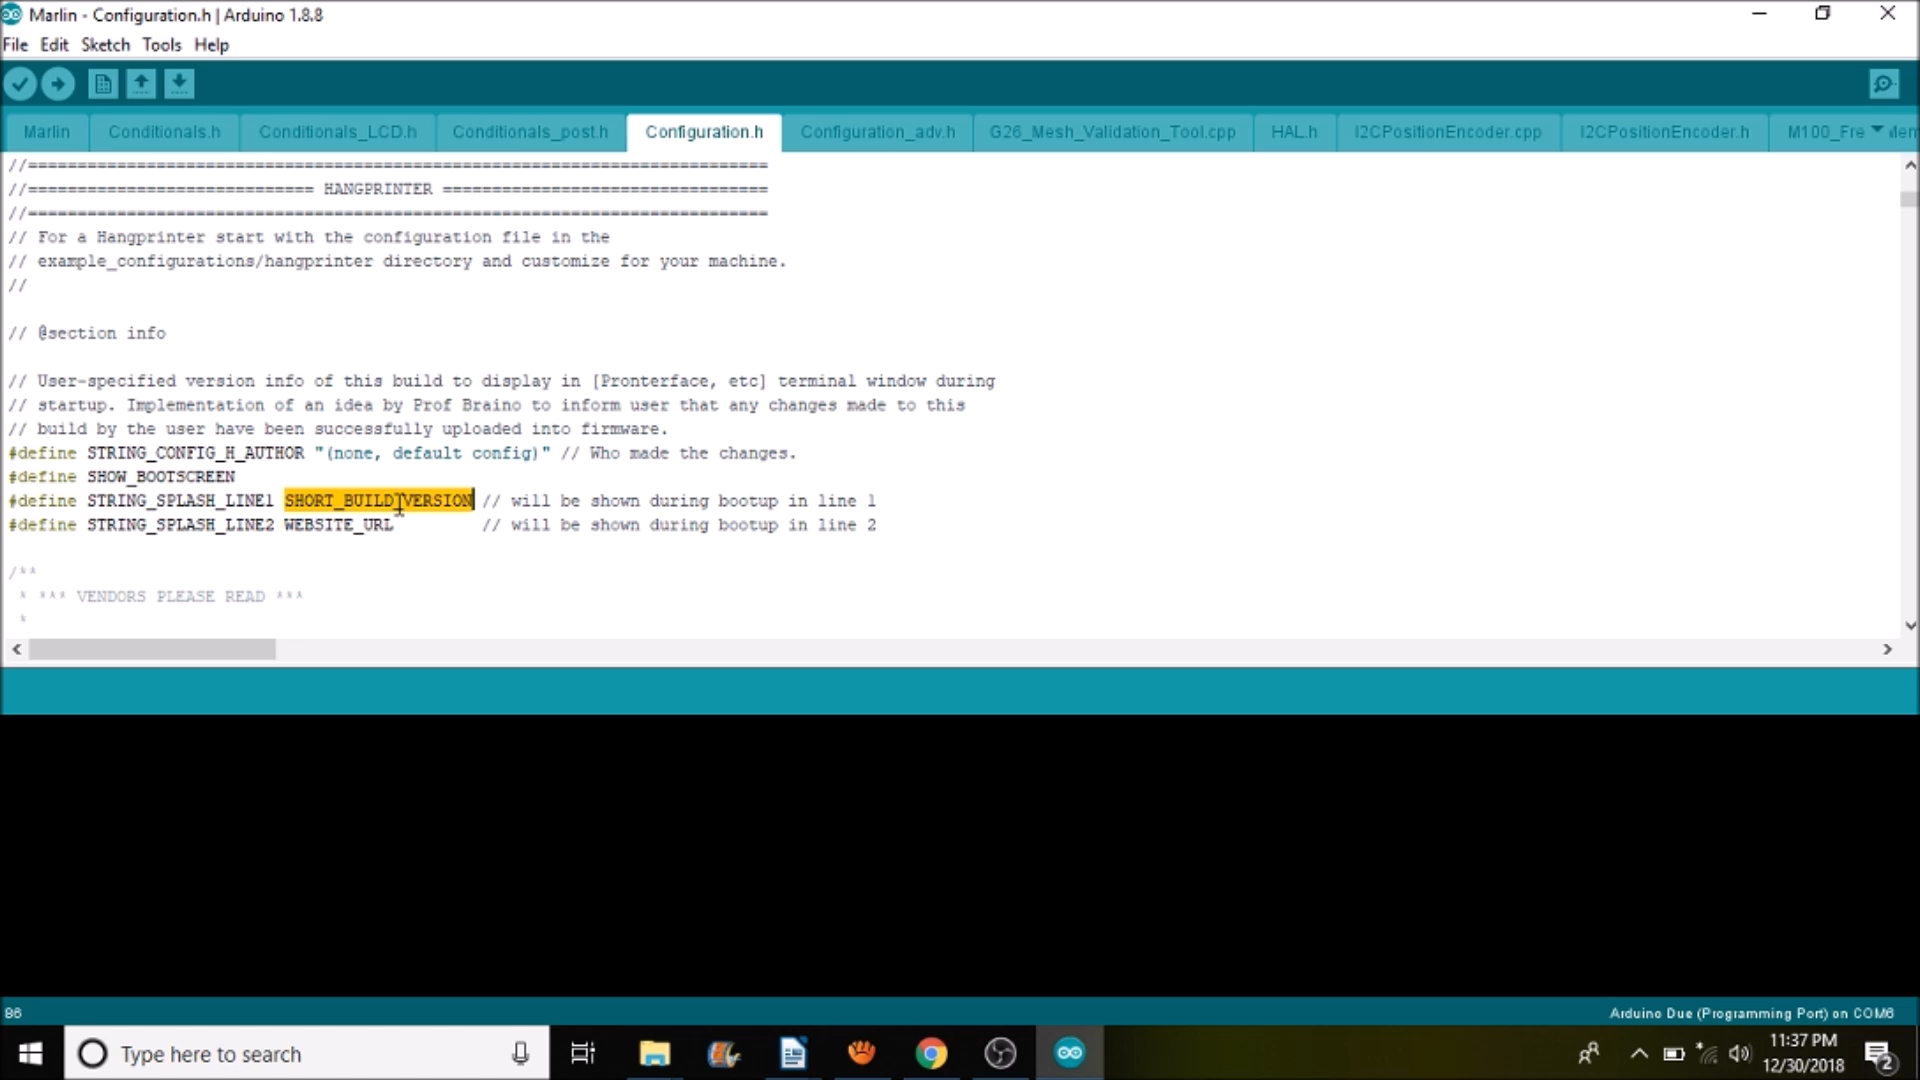 Marlin - Configuration.h | Arduino 1.8.8
File Edit Sketch Tools Help
Marlin Conditionals.h Conditionals_LCD.h Conditionals_post.h Configuration.h Configuration_adv.h G26_Mesh_Validation_Tool.cpp HAL.h I2CPositionEncoder.cpp I2CPositionEncoder.h M100_Fre
//===========================================================================
//============================= HANGPRINTER =================================
//===========================================================================
// For a Hangprinter start with the configuration file in the
// example_configurations/hangprinter directory and customize for your machine.
//
// @section info
// User-specified version info of this build to display in [Pronterface, etc] terminal window during
// startup. Implementation of an idea by Prof Braino to inform user that any changes made to this
// build by the user have been successfully uploaded into firmware.
#define STRING_CONFIG_H_AUTHOR "(none, default config)" // Who made the changes.
#define SHOW_BOOTSCREEN
#define STRING_SPLASH_LINE1 SHORT_BUILD_VERSION // will be shown during bootup in line 1
#define STRING_SPLASH_LINE2 WEBSITE_URL // will be shown during bootup in line 2
/**
* *** VENDORS PLEASE READ ***
*
86 Arduino Due (Programming Port) on COM6
Type here to search
11:37 PM
12/30/2018
2